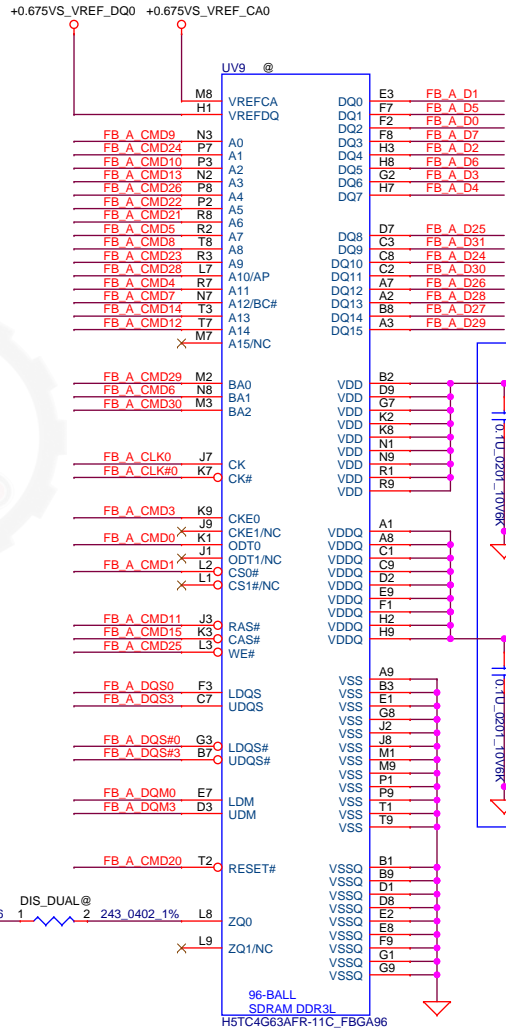 +0.675VS_VREF_DQ0 +0.675VS_VREF_CA0
UV9 @
M8 VREFCA
H1 VREFDQ
FB_A_CMD9 N3 A0
FB_A_CMD24 P7 A1
FB_A_CMD10 P3 A2
FB_A_CMD13 N2 A3
FB_A_CMD26 P8 A4
FB_A_CMD22 P2 A5
FB_A_CMD21 R8 A6
FB_A_CMD5 R2 A7
FB_A_CMD8 T8 A8
FB_A_CMD23 R3 A9
FB_A_CMD28 L7 A10/AP
FB_A_CMD4 R7 A11
FB_A_CMD7 N7 A12/BC#
FB_A_CMD14 T3 A13
FB_A_CMD12 T7 A14
M7 A15/NC
FB_A_CMD29 M2 BA0
FB_A_CMD6 N8 BA1
FB_A_CMD30 M3 BA2
FB_A_CLK0 J7 CK
FB_A_CLK#0 K7 CK#
FB_A_CMD3 K9 CKE0
J9 CKE1/NC
FB_A_CMD0 K1 ODT0
J1 ODT1/NC
FB_A_CMD1 L2 CS0#
L1 CS1#/NC
FB_A_CMD11 J3 RAS#
FB_A_CMD15 K3 CAS#
FB_A_CMD25 L3 WE#
FB_A_DQS0 F3 LDQS
FB_A_DQS3 C7 UDQS
FB_A_DQS#0 G3 LDQS#
FB_A_DQS#3 B7 UDQS#
FB_A_DQM0 E7 LDM
FB_A_DQM3 D3 UDM
FB_A_CMD20 T2 RESET#
DIS_DUAL@
6 1 2 243_0402_1% L8 ZQ0
L9 ZQ1/NC
DQ0 E3 FB_A_D1
DQ1 F7 FB_A_D5
DQ2 F2 FB_A_D0
DQ3 F8 FB_A_D7
DQ4 H3 FB_A_D2
DQ5 H8 FB_A_D6
DQ6 G2 FB_A_D3
DQ7 H7 FB_A_D4
DQ8 D7 FB_A_D25
DQ9 C3 FB_A_D31
DQ10 C8 FB_A_D24
DQ11 C2 FB_A_D30
DQ12 A7 FB_A_D26
DQ13 A2 FB_A_D28
DQ14 B8 FB_A_D27
DQ15 A3 FB_A_D29
VDD B2
VDD D9
VDD G7
VDD K2
VDD K8
VDD N1
VDD N9
VDD R1
VDD R9
VDDQ A1
VDDQ A8
VDDQ C1
VDDQ C9
VDDQ D2
VDDQ E9
VDDQ F1
VDDQ H2
VDDQ H9
VSS A9
VSS B3
VSS E1
VSS G8
VSS J2
VSS J8
VSS M1
VSS M9
VSS P1
VSS P9
VSS T1
VSS T9
VSSQ B1
VSSQ B9
VSSQ D1
VSSQ D8
VSSQ E2
VSSQ E8
VSSQ F9
VSSQ G1
VSSQ G9
0.1U_0201_10V6K
0.1U_0201_10V6K
96-BALL
SDRAM DDR3L
H5TC4G63AFR-11C_FBGA96